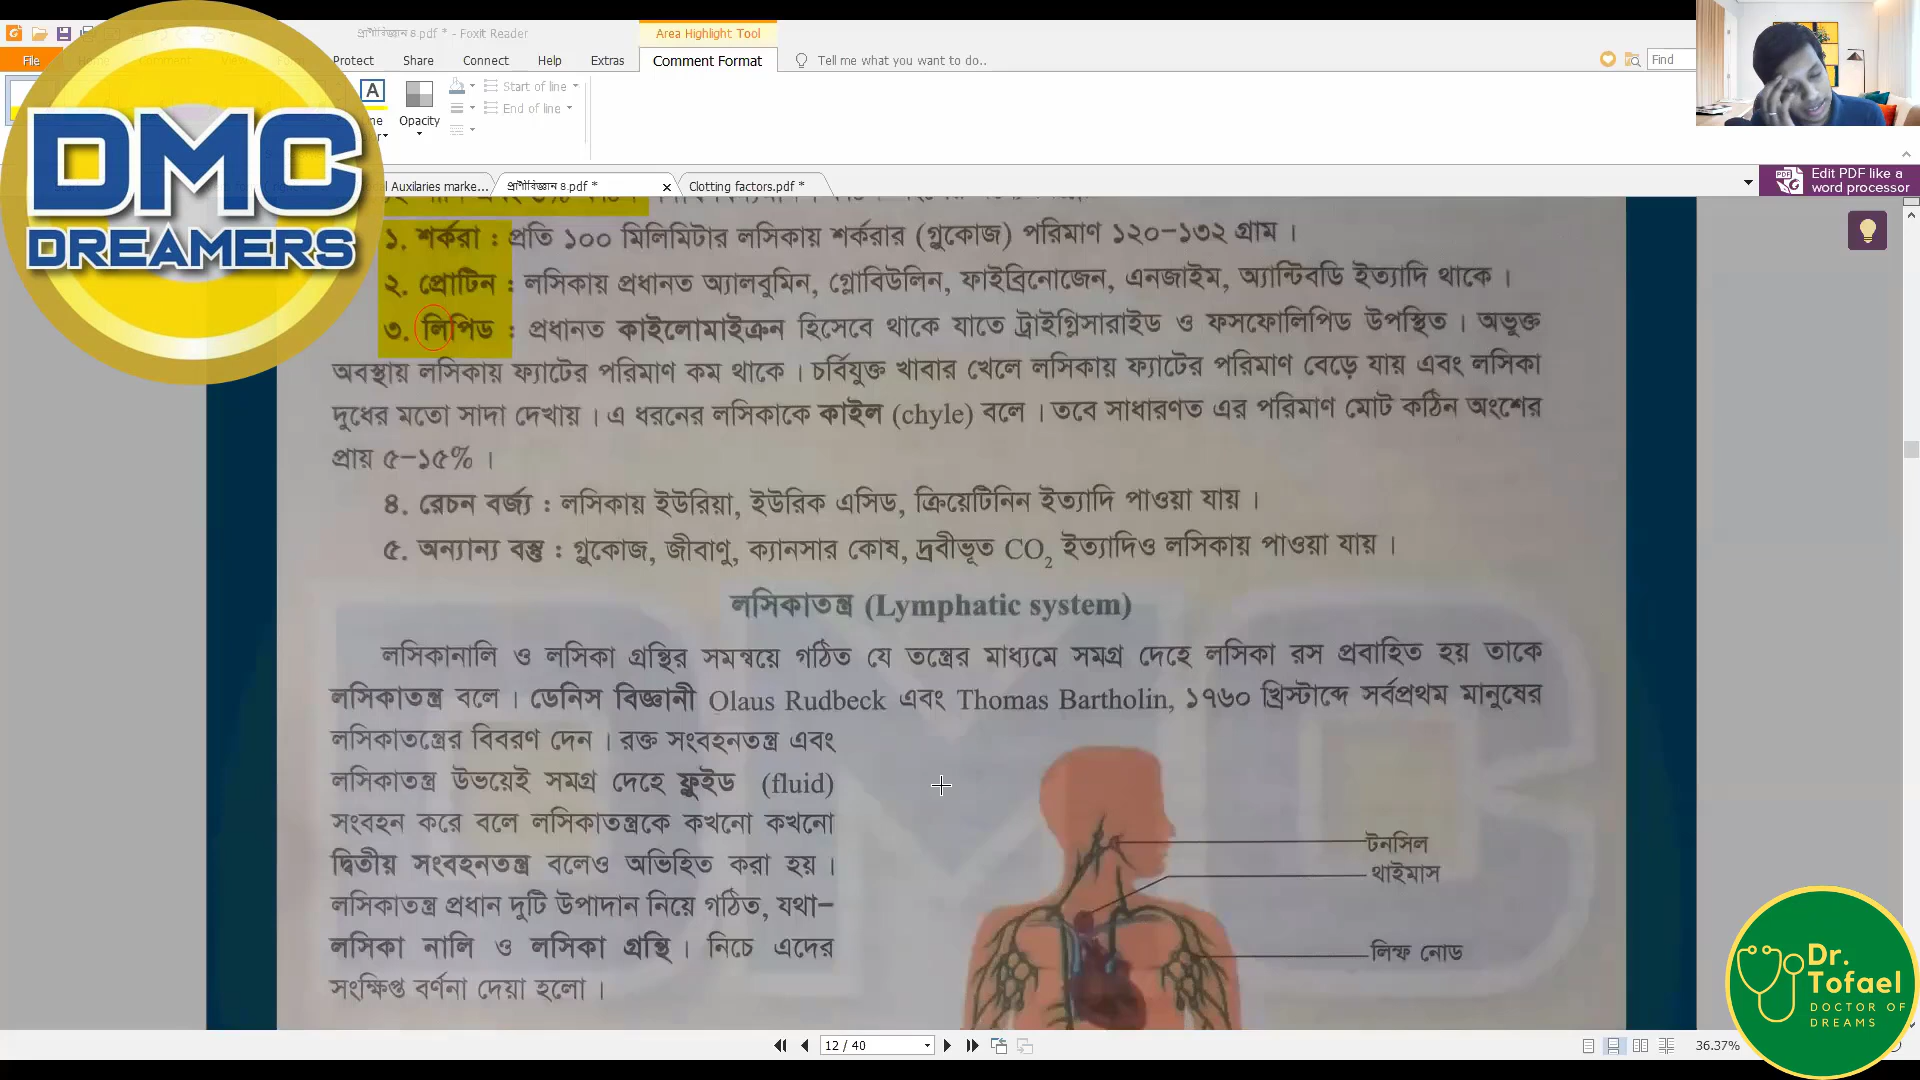 প্রাণীবিজ্ঞান ৪.pdf * - Foxit Reader
Area Highlight Tool
File
Protect
Share
Connect
Help
Extras
Comment Format
Tell me what you want to do..
Find
Opacity
Start of line
End of line
Auxilaries marke...
প্রাণীবিজ্ঞান ৪.pdf *
Clotting factors.pdf *
Edit PDF like a
word processor
DMC
DREAMERS
১. শর্করা : প্রতি ১০০ মিলিমিটার লসিকায় শর্করার (গ্লুকোজ) পরিমাণ ১২০–১৩২ গ্রাম ।
২. প্রোটিন : লসিকায় প্রধানত অ্যালবুমিন, গ্লোবিউলিন, ফাইব্রিনোজেন, এনজাইম, অ্যান্টিবডি ইত্যাদি থাকে ।
৩. লিপিড : প্রধানত কাইলোমাইক্রন হিসেবে থাকে যাতে ট্রাইগ্লিসারাইড ও ফসফোলিপিড উপস্থিত । অভুক্ত
অবস্থায় লসিকায় ফ্যাটের পরিমাণ কম থাকে । চর্বিযুক্ত খাবার খেলে লসিকায় ফ্যাটের পরিমাণ বেড়ে যায় এবং লসিকা
দুধের মতো সাদা দেখায় । এ ধরনের লসিকাকে কাইল (chyle) বলে । তবে সাধারণত এর পরিমাণ মোট কঠিন অংশের
প্রায় ৫–১৫% ।
৪. রেচন বর্জ্য : লসিকায় ইউরিয়া, ইউরিক এসিড, ক্রিয়েটিনিন ইত্যাদি পাওয়া যায় ।
৫. অন্যান্য বস্তু : গ্লুকোজ, জীবাণু, ক্যানসার কোষ, দ্রবীভূত CO₂ ইত্যাদিও লসিকায় পাওয়া যায় ।
লসিকাতন্ত্র (Lymphatic system)
লসিকানালি ও লসিকা গ্রন্থির সমন্বয়ে গঠিত যে তন্ত্রের মাধ্যমে সমগ্র দেহে লসিকা রস প্রবাহিত হয় তাকে
লসিকাতন্ত্র বলে । ডেনিস বিজ্ঞানী Olaus Rudbeck এবং Thomas Bartholin, ১৭৬০ খ্রিস্টাব্দে সর্বপ্রথম মানুষের
লসিকাতন্ত্রের বিবরণ দেন । রক্ত সংবহনতন্ত্র এবং
লসিকাতন্ত্র উভয়েই সমগ্র দেহে ফ্লুইড (fluid)
সংবহন করে বলে লসিকাতন্ত্রকে কখনো কখনো
দ্বিতীয় সংবহনতন্ত্র বলেও অভিহিত করা হয় ।
লসিকাতন্ত্র প্রধান দুটি উপাদান নিয়ে গঠিত, যথা–
লসিকা নালি ও লসিকা গ্রন্থি । নিচে এদের
সংক্ষিপ্ত বর্ণনা দেয়া হলো ।
টনসিল
থাইমাস
লিম্ফ নোড
Dr.
Tofael
DOCTOR OF
DREAMS
12 / 40
36.37%